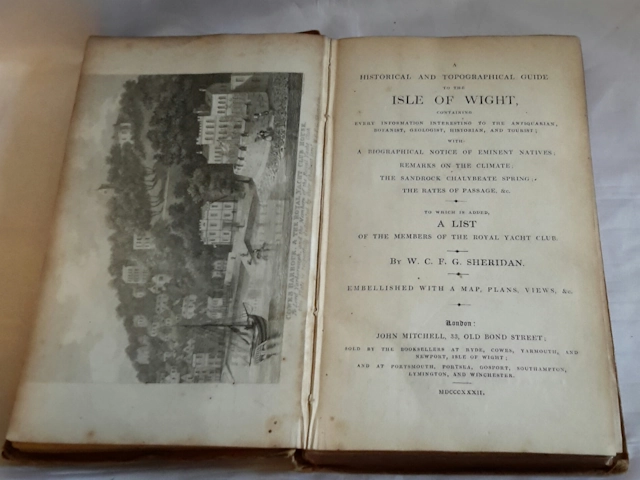 COWES HARBOUR,
A
HISTORICAL AND TOPOGRAPHICAL GUIDE
TO THE
ISLE OF WIGHT,
CONTAINING
EVERY INFORMATION INTERESTING TO THE ANTIQUARIAN,
BOTANIST, GEOLOGIST, HISTORIAN, AND TOURIST;
WITH
A BIOGRAPHICAL NOTICE OF EMINENT NATIVES;
REMARKS ON THE CLIMATE:
THE SANDROCK CHALYBEATE SPRING;
THE RATES OF PASSAGE, &c.
TO WHICH IS ADDED,
A LIST
OF THE MEMBERS OF THE ROYAL YACHT CLUB.
BY W. C. F. G. SHERIDAN.
EMBELLISHED WITH A MAP, PLANS, VIEWS, &c.
London:
JOHN MITCHELL, 33, OLD BOND STREET;
SOLD BY THE BOOKSELLERS AT RYDE, COWES, YARMOUTH, AND
NEWPORT, ISLE OF WIGHT;
AND AT PORTSMOUTH, PORTSEA, GOSPORT, SOUTHAMPTON,
LYMINGTON, AND WINCHESTER.
MDCCCXXXII.